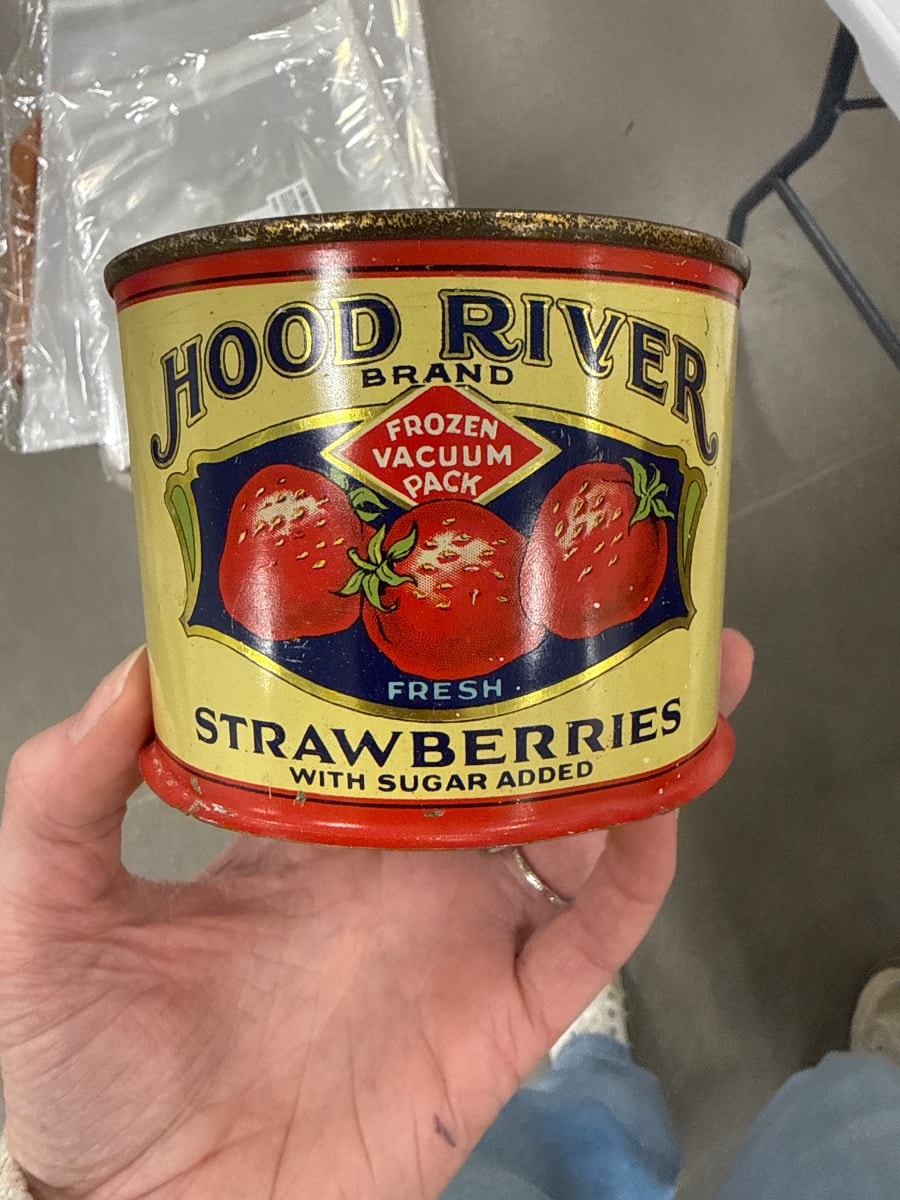 HOOD RIVER
BRAND
FROZEN
VACUUM
PACK
FRESH
STRAWBERRIES
WITH SUGAR ADDED